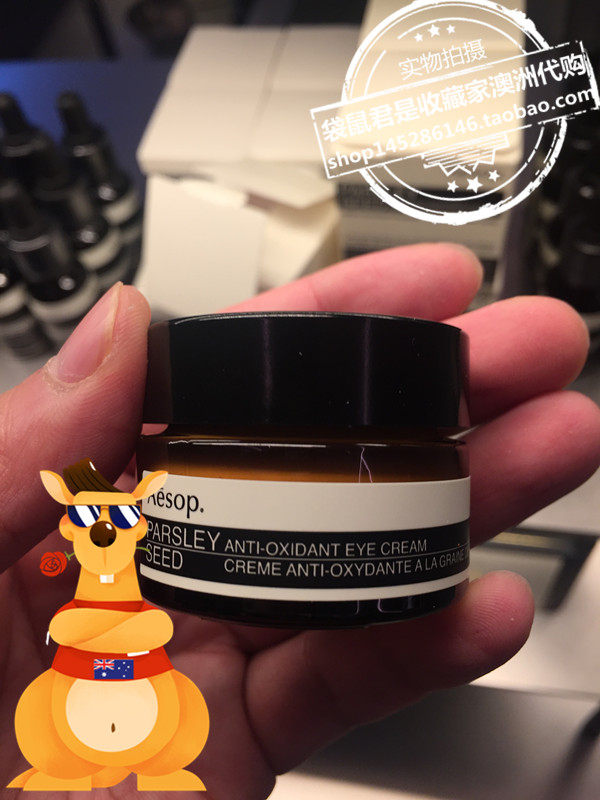 实物拍摄
袋鼠君是收藏家澳洲代购
shop145286146.taobao.com
Aēsop.
PARSLEY
SEED
ANTI-OXIDANT EYE CREAM
CREME ANTI-OXYDANTE A LA GRAINE